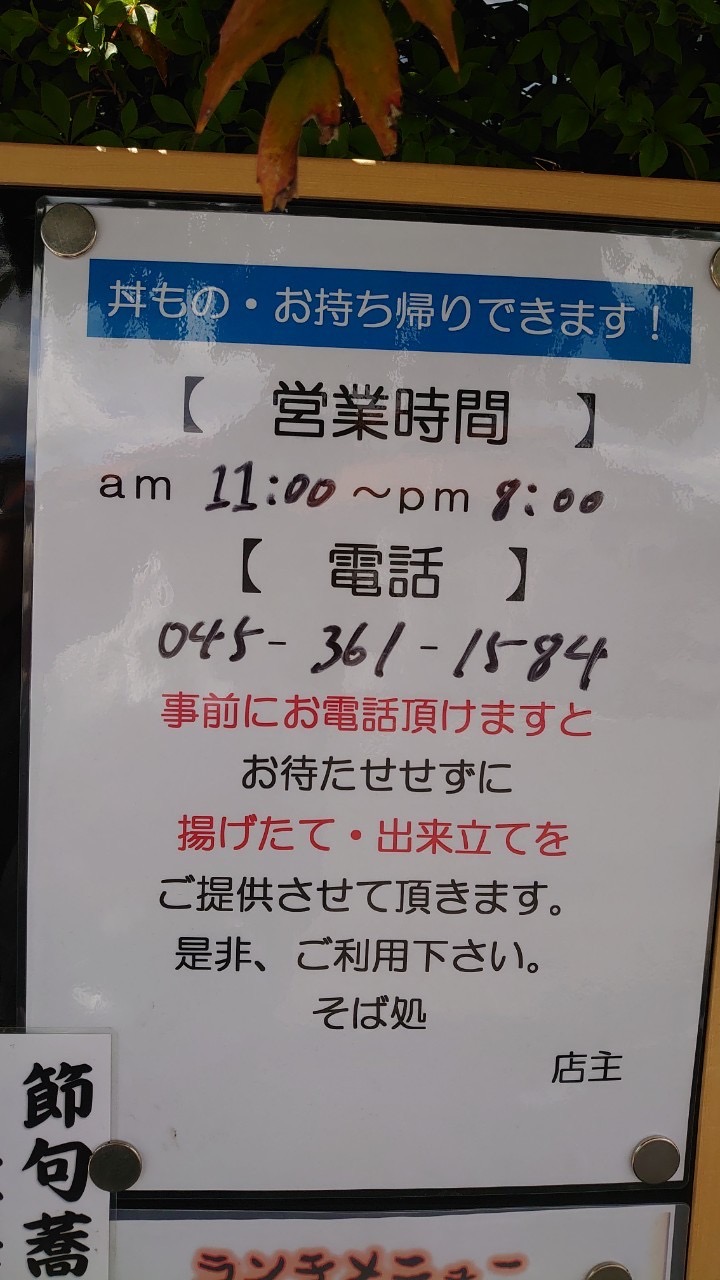 丼もの・お持ち帰りできます！
【 営業時間 】
am 11:00～pm 8:00
【 電話 】
045-361-1584
事前にお電話頂けますと
お待たせせずに
揚げたて・出来立てを
ご提供させて頂きます。
是非、ご利用下さい。
そば処
店主
節句蕎
ランチメニュー